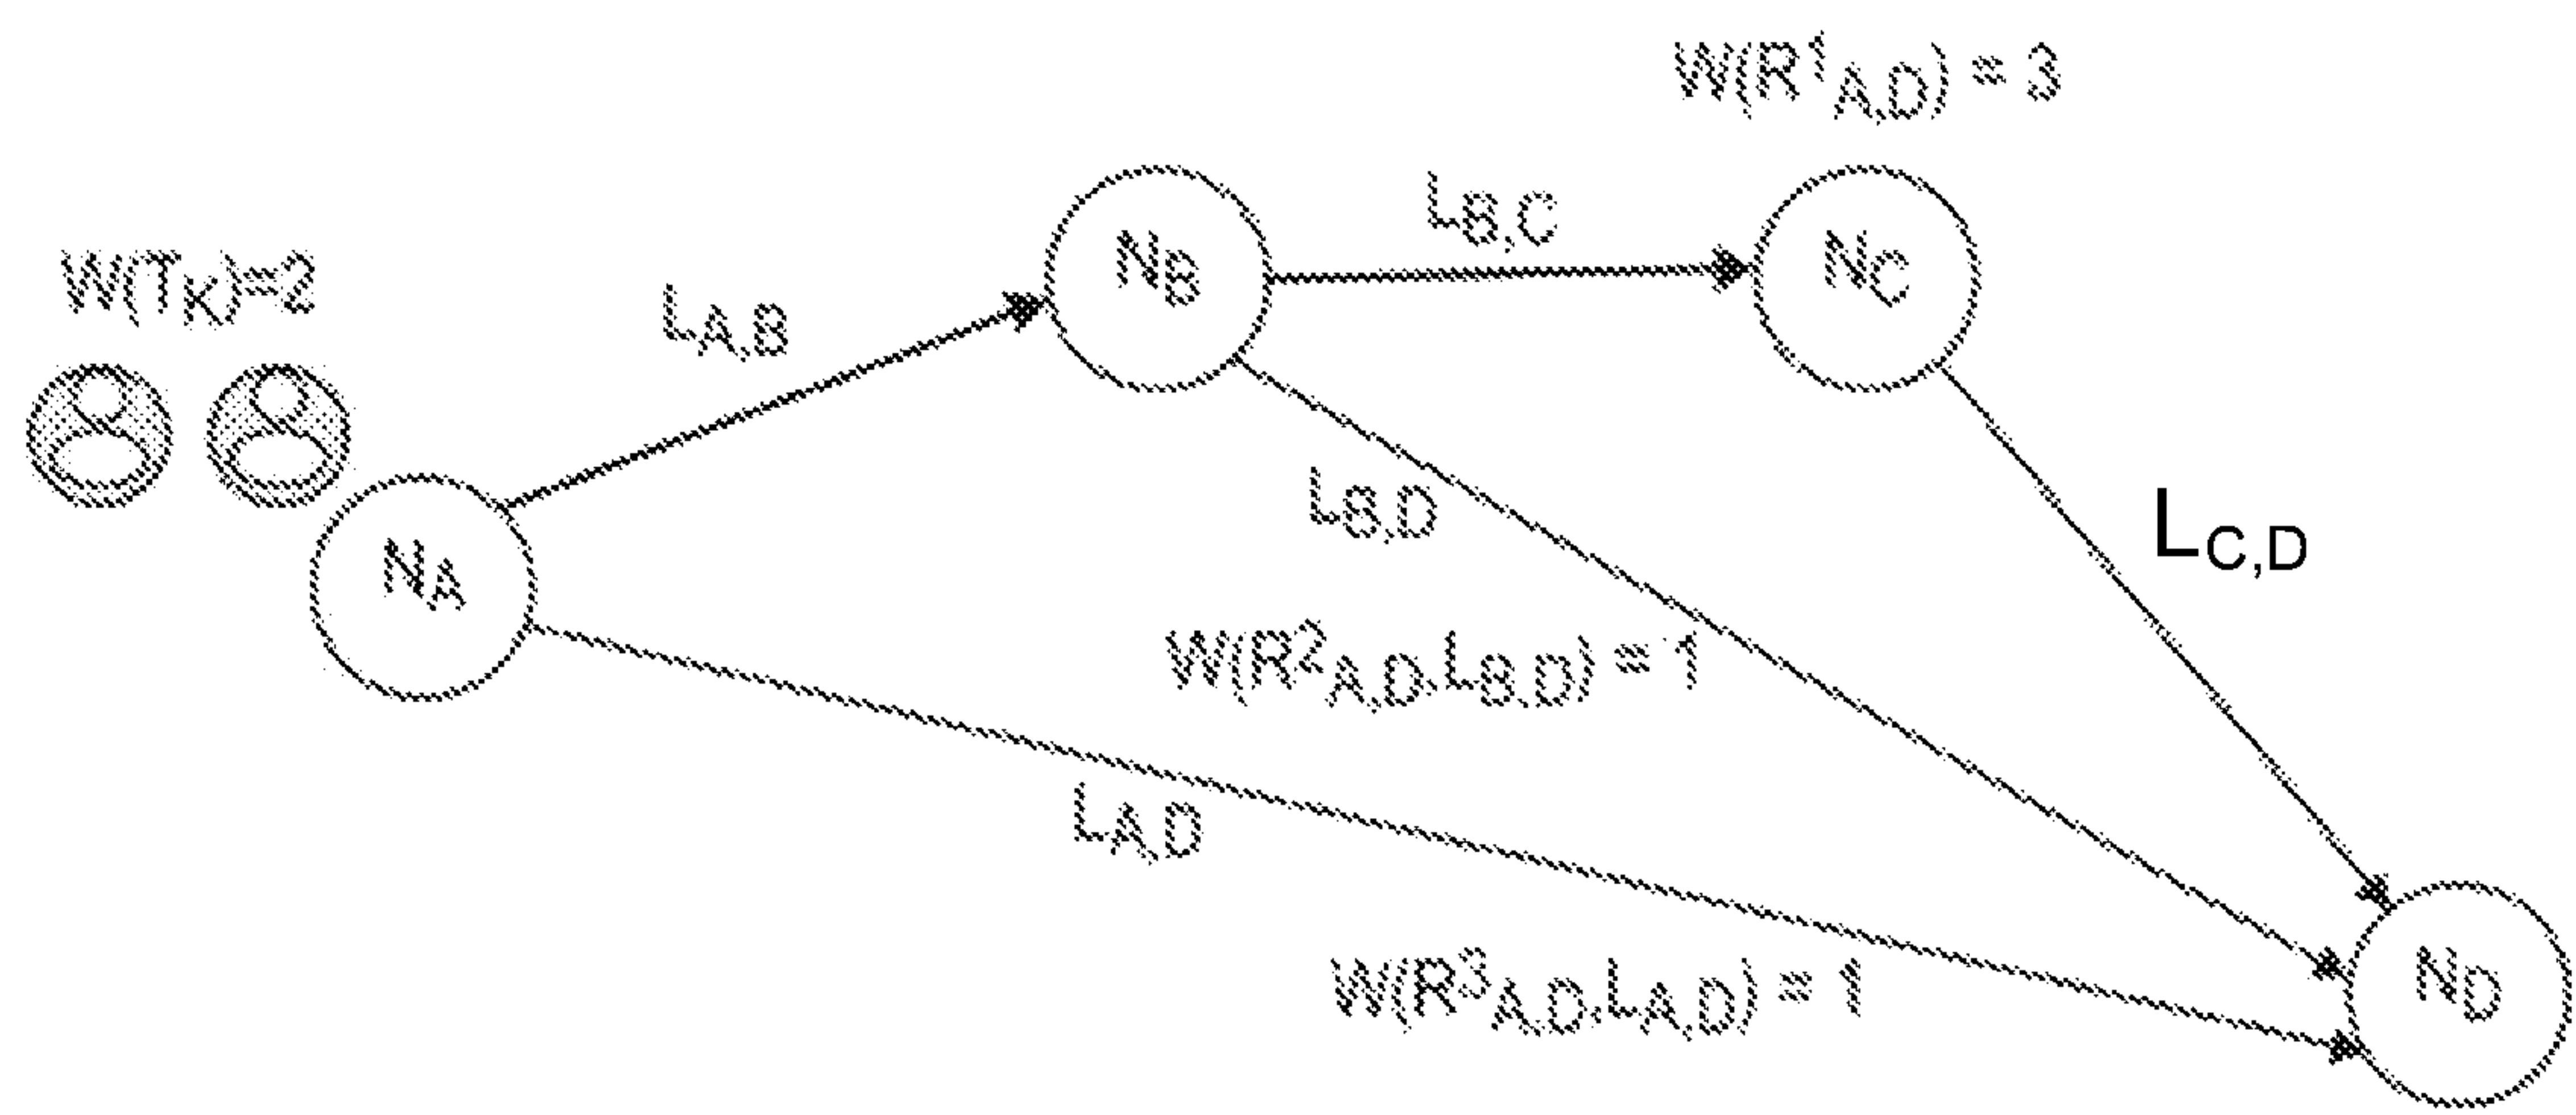 W(R¹A,D) = 3
LB,C
NB
NC
W(TK)=2
LA,B
LB,D
LC,D
NA
W(R²A,D,LB,D) = 1
LA,D
W(R³A,D,LA,D) = 1
ND